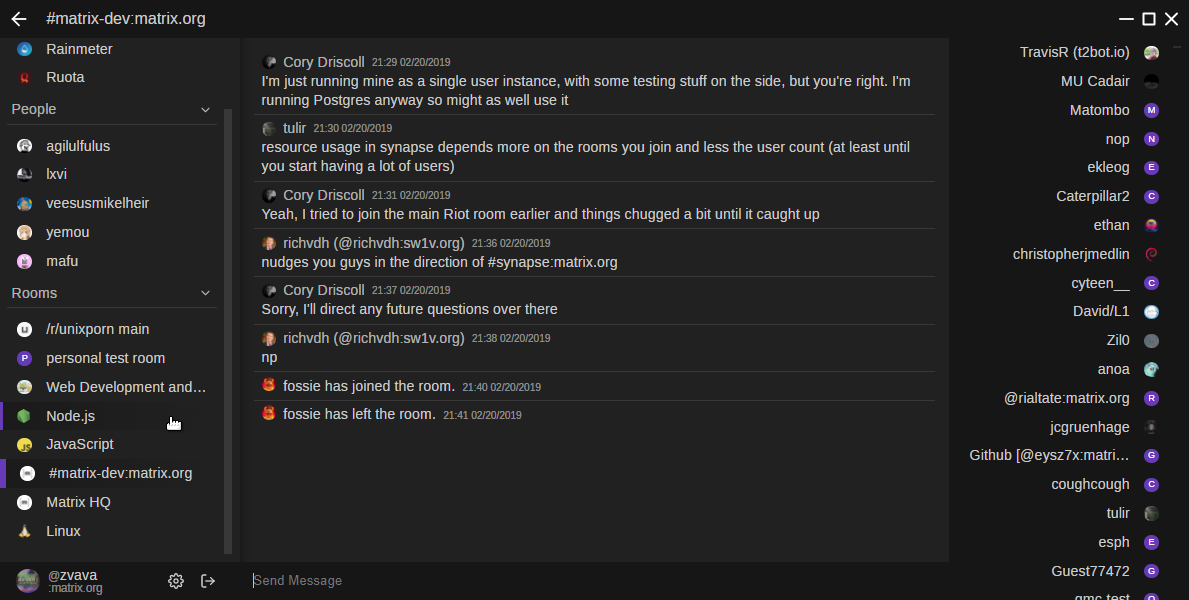 #matrix-dev:matrix.org
Rainmeter
Ruota
People
agilulfulus
lxvi
veesusmikelheir
yemou
mafu
Rooms
/r/unixporn main
P
personal test room
Web Development and...
Node.js
JS
JavaScript
#matrix-dev:matrix.org
Matrix HQ
Linux
@zvava
:matrix.org
Cory Driscoll 21:29 02/20/2019
I'm just running mine as a single user instance, with some testing stuff on the side, but you're right. I'm
running Postgres anyway so might as well use it
tulir 21:30 02/20/2019
resource usage in synapse depends more on the rooms you join and less the user count (at least until
you start having a lot of users)
Cory Driscoll 21:31 02/20/2019
Yeah, I tried to join the main Riot room earlier and things chugged a bit until it caught up
richvdh (@richvdh:sw1v.org) 21:36 02/20/2019
nudges you guys in the direction of #synapse:matrix.org
Cory Driscoll 21:37 02/20/2019
Sorry, I'll direct any future questions over there
richvdh (@richvdh:sw1v.org) 21:38 02/20/2019
np
fossie has joined the room. 21:40 02/20/2019
fossie has left the room. 21:41 02/20/2019
Send Message
TravisR (t2bot.io)
MU Cadair
Matombo M
nop N
ekleog E
Caterpillar2 C
ethan
christopherjmedlin
cyteen__ C
David/L1
Zil0
anoa
@rialtate:matrix.org R
jcgruenhage
Github [@eysz7x:matri... G
coughcough C
tulir
esph E
Guest77472 G